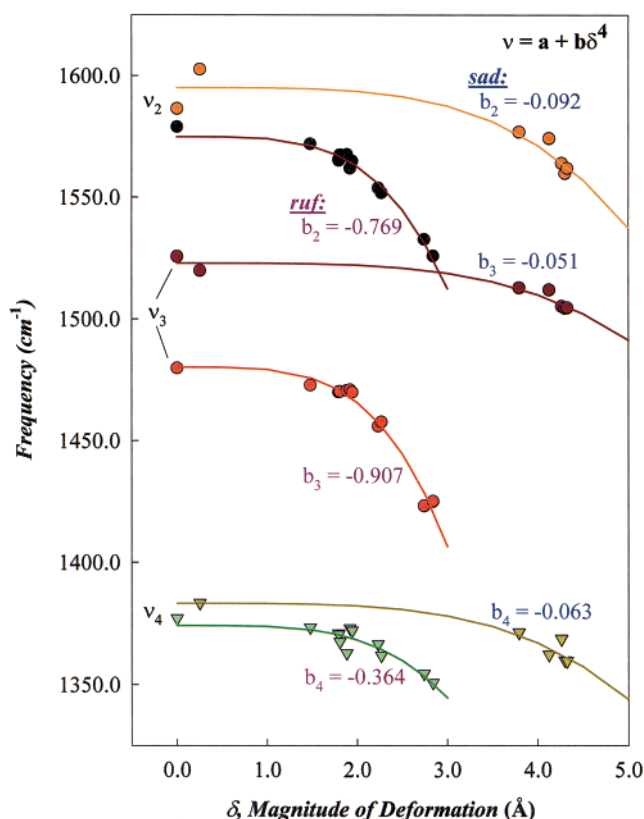 ν = a + bδ⁴
1600.0
sad:
ν₂
b₂ = -0.092
1550.0
ruf:
b₂ = -0.769
b₃ = -0.051
ν₃
1500.0
Frequency (cm⁻¹)
1450.0
b₃ = -0.907
1400.0
ν₄
b₄ = -0.063
b₄ = -0.364
1350.0
0.0 1.0 2.0 3.0 4.0 5.0
δ, Magnitude of Deformation (Å)